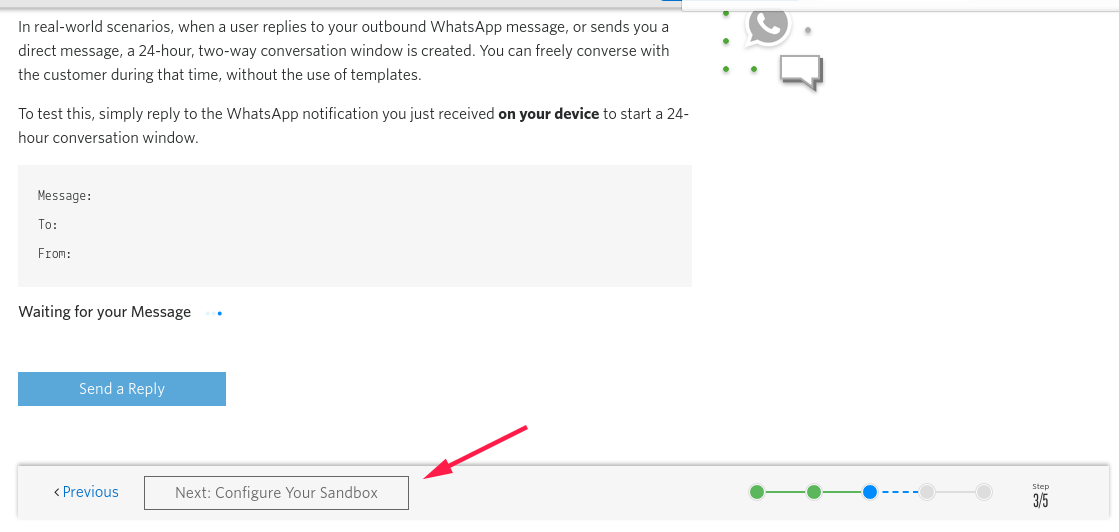 In real-world scenarios, when a user replies to your outbound WhatsApp message, or sends you a
direct message, a 24-hour, two-way conversation window is created. You can freely converse with
the customer during that time, without the use of templates.
To test this, simply reply to the WhatsApp notification you just received on your device to start a 24-
hour conversation window.
Message:
To:
From:
Waiting for your Message
Send a Reply
< Previous
Next: Configure Your Sandbox
Step
3/5